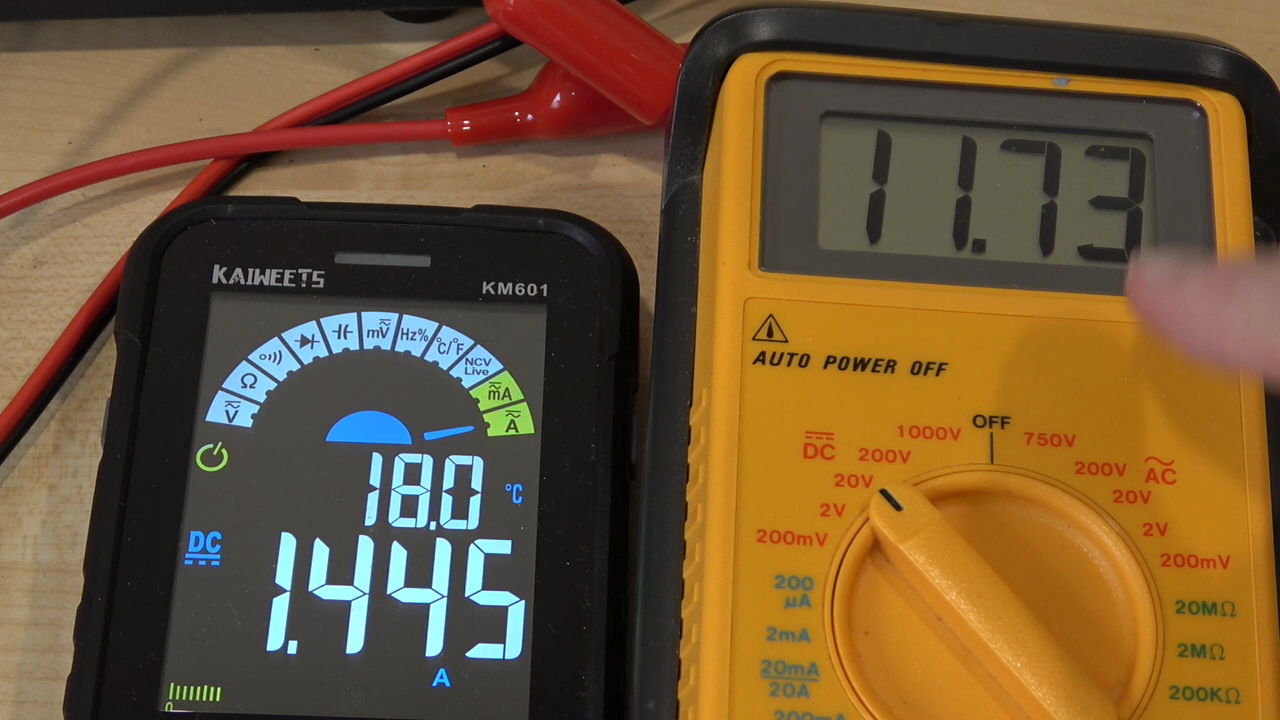 KAIWEETS
KM601
V
Ω
mV
Hz%
°C/°F
NCV
Live
mA
A
18.0 °C
DC
1.445
A
0
11.73
AUTO POWER OFF
OFF
DC
1000V
200V
20V
2V
200mV
750V
200V
AC
20V
2V
200mV
200
µA
2mA
20mA
20A
200m
20MΩ
2MΩ
200KΩ